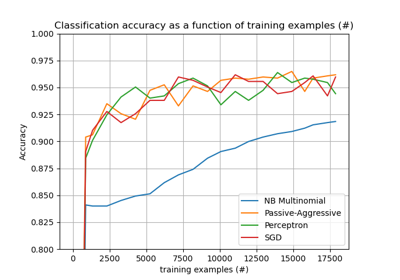 Classification accuracy as a function of training examples (#)
1.000
0.975
0.950
0.925
0.900
0.875
0.850
0.825
0.800
Accuracy
NB Multinomial
Passive-Aggressive
Perceptron
SGD
0 2500 5000 7500 10000 12500 15000 17500
training examples (#)